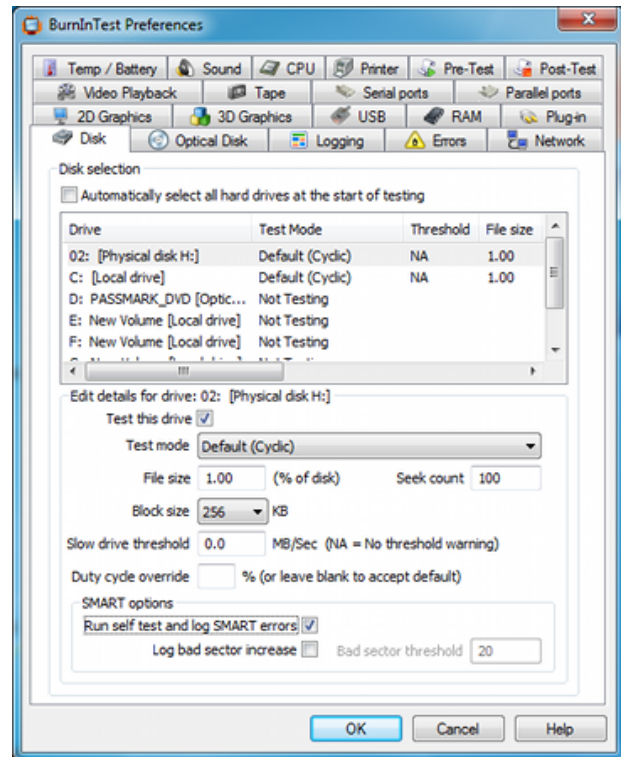 BurnInTest Preferences
Temp / Battery Sound CPU Printer Pre-Test Post-Test
Video Playback Tape Serial ports Parallel ports
2D Graphics 3D Graphics USB RAM Plug-in
Disk Optical Disk Logging Errors Network
Disk selection
Automatically select all hard drives at the start of testing
Drive Test Mode Threshold File size
02: [Physical disk H:] Default (Cyclic) NA 1.00
C: [Local drive] Default (Cyclic) NA 1.00
D: PASSMARK_DVD [Optic... Not Testing
E: New Volume [Local drive] Not Testing
F: New Volume [Local drive] Not Testing
Edit details for drive: 02: [Physical disk H:]
Test this drive
Test mode Default (Cyclic)
File size 1.00 (% of disk) Seek count 100
Block size 256 KB
Slow drive threshold 0.0 MB/Sec (NA = No threshold warning)
Duty cycle override % (or leave blank to accept default)
SMART options
Run self test and log SMART errors
Log bad sector increase Bad sector threshold 20
OK Cancel Help